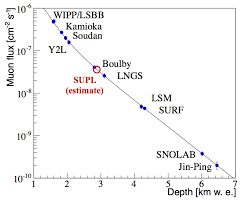 Muon flux [cm⁻² s⁻¹]
10⁻⁶
10⁻⁷
10⁻⁸
10⁻⁹
10⁻¹⁰
WIPP/LSBB
Kamioka
Soudan
Y2L
Boulby
SUPL
(estimate)
LNGS
LSM
SURF
SNOLAB
Jin-Ping
1 2 3 4 5 6 7
Depth [km w. e.]